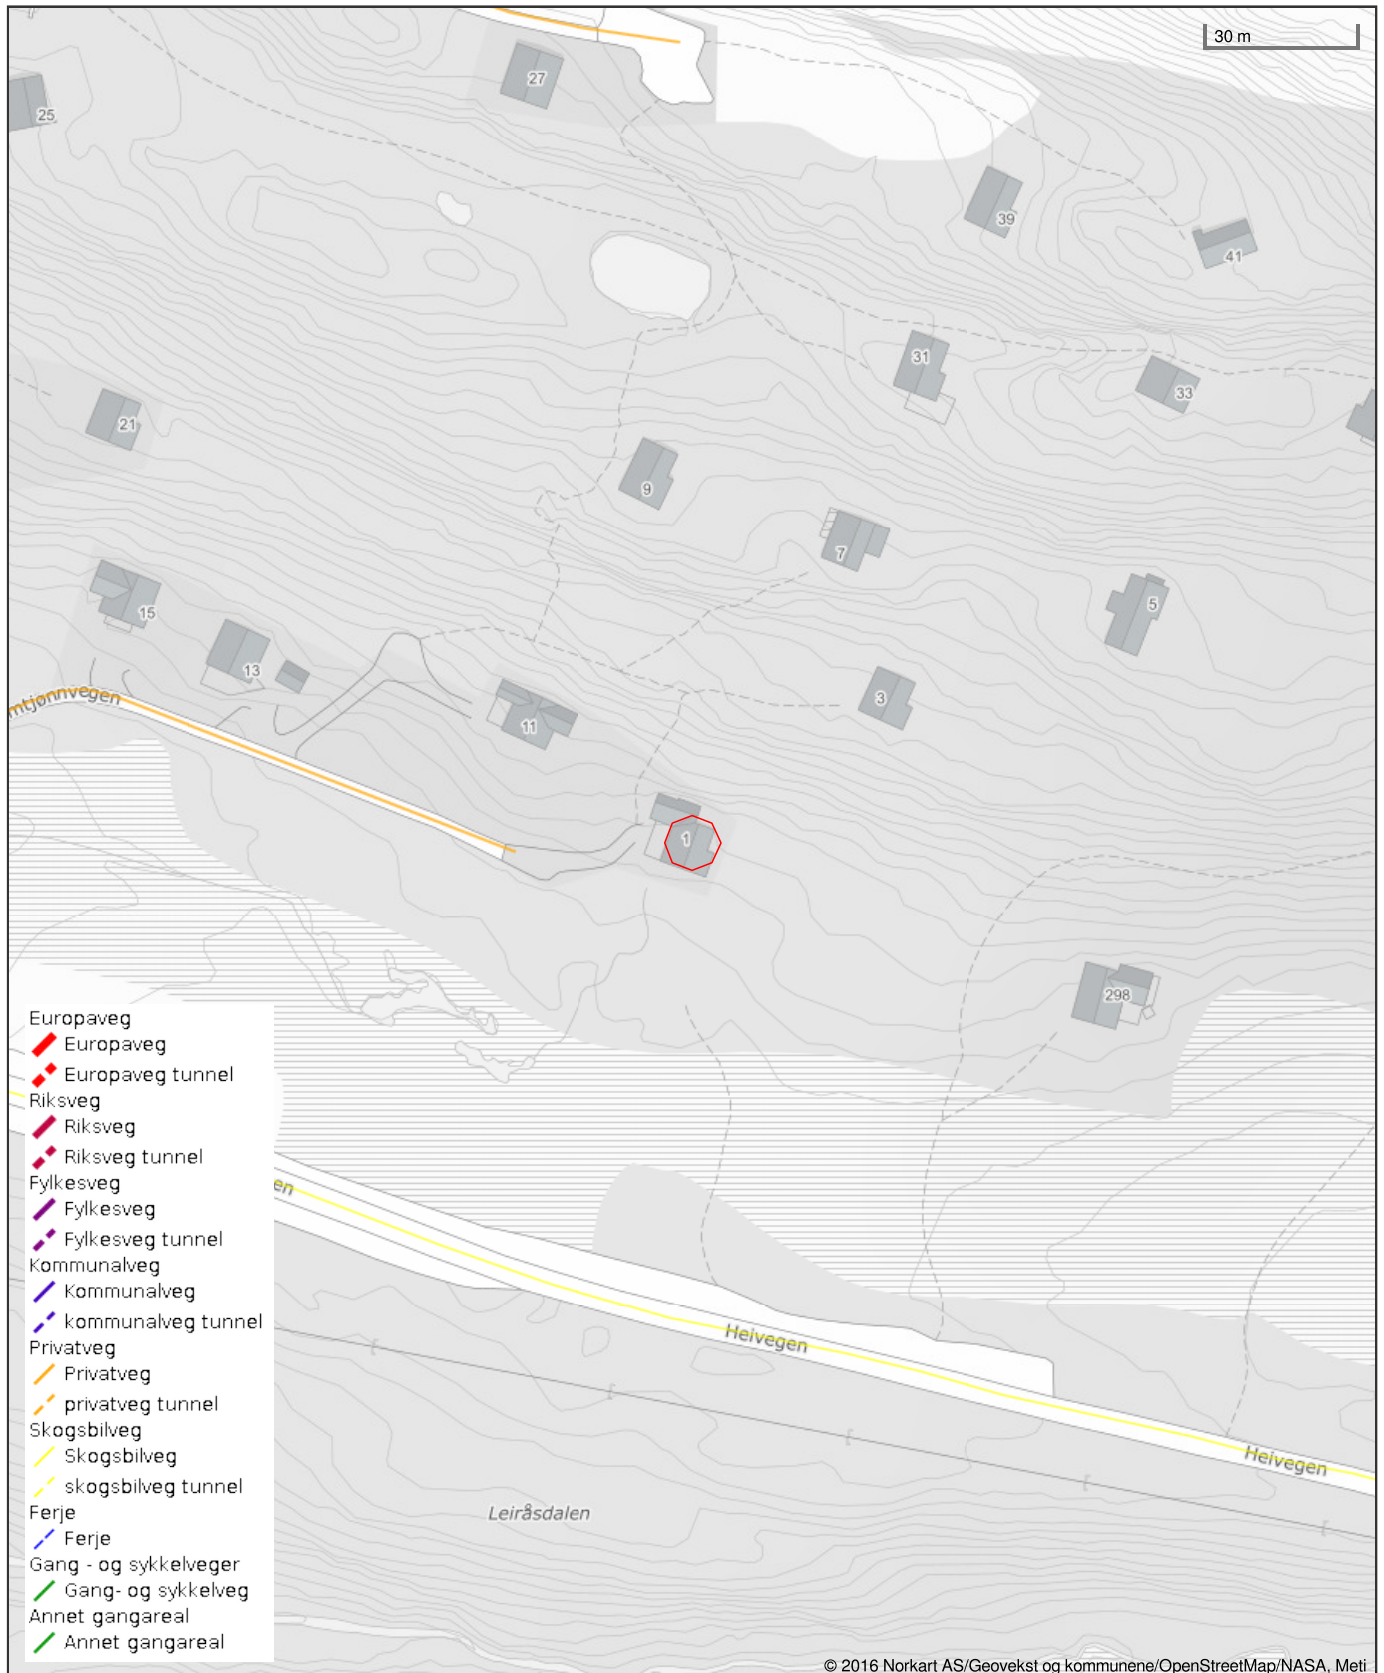 30 m
27
25
39
41
31
33
21
9
7
15
5
13
3
11
mtjønnvegen
1
298
Europaveg
Europaveg
Europaveg tunnel
Riksveg
Riksveg
Riksveg tunnel
Fylkesveg
Fylkesveg
Fylkesveg tunnel
Kommunalveg
Kommunalveg
kommunalveg tunnel
Privatveg
Privatveg
privatveg tunnel
Skogsbilveg
Skogsbilveg
skogsbilveg tunnel
Ferje
Ferje
Gang - og sykkelveger
Gang- og sykkelveg
Annet gangareal
Annet gangareal
en
Heivegen
Heivegen
Leiråsdalen
© 2016 Norkart AS/Geovekst og kommunene/OpenStreetMap/NASA, Meti